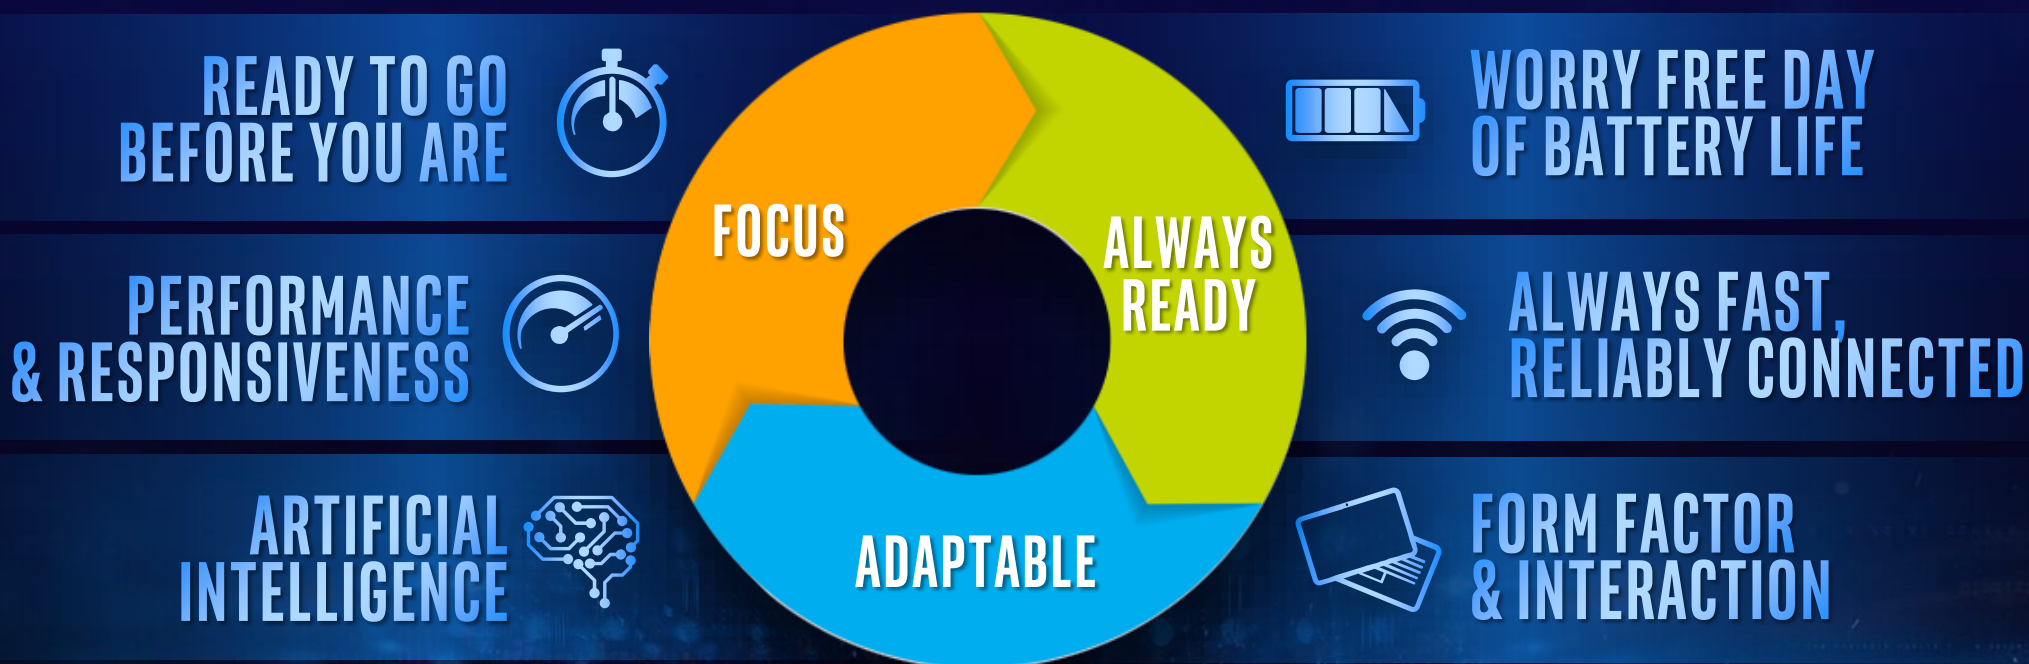 READY TO GO
BEFORE YOU ARE
PERFORMANCE
& RESPONSIVENESS
ARTIFICIAL
INTELLIGENCE
FOCUS
ALWAYS
READY
ADAPTABLE
WORRY FREE DAY
OF BATTERY LIFE
ALWAYS FAST,
RELIABLY CONNECTED
FORM FACTOR
& INTERACTION